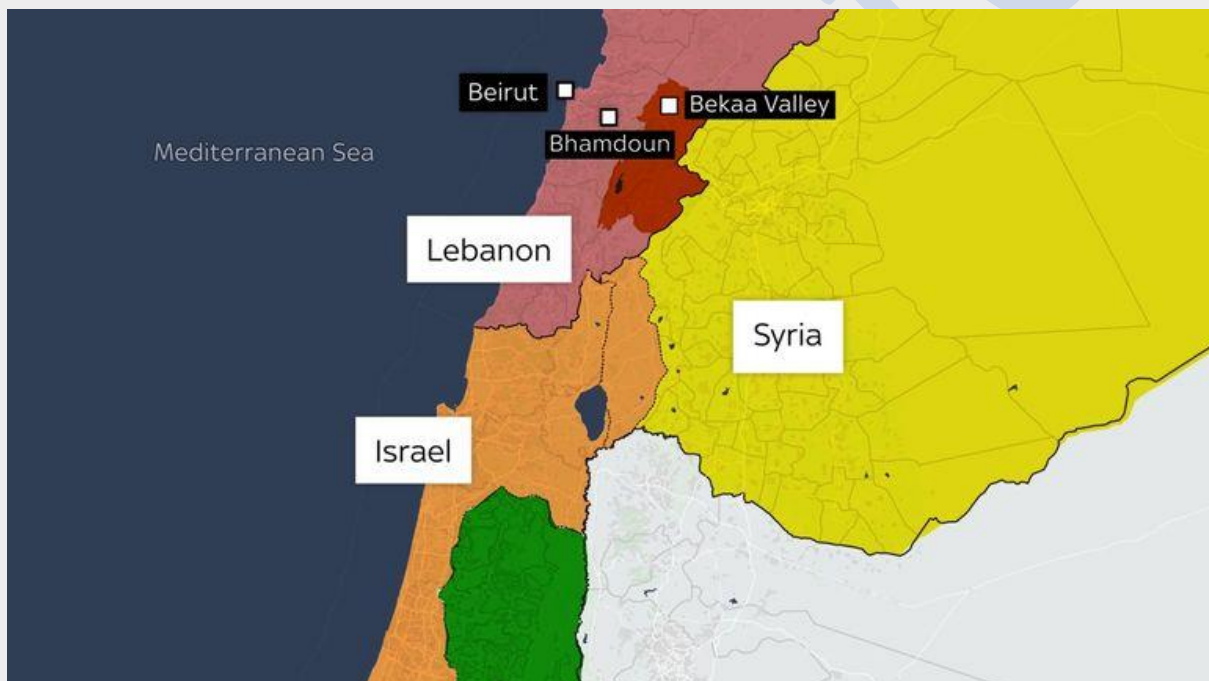 Beirut
Bekaa Valley
Bhamdoun
Mediterranean Sea
Lebanon
Syria
Israel